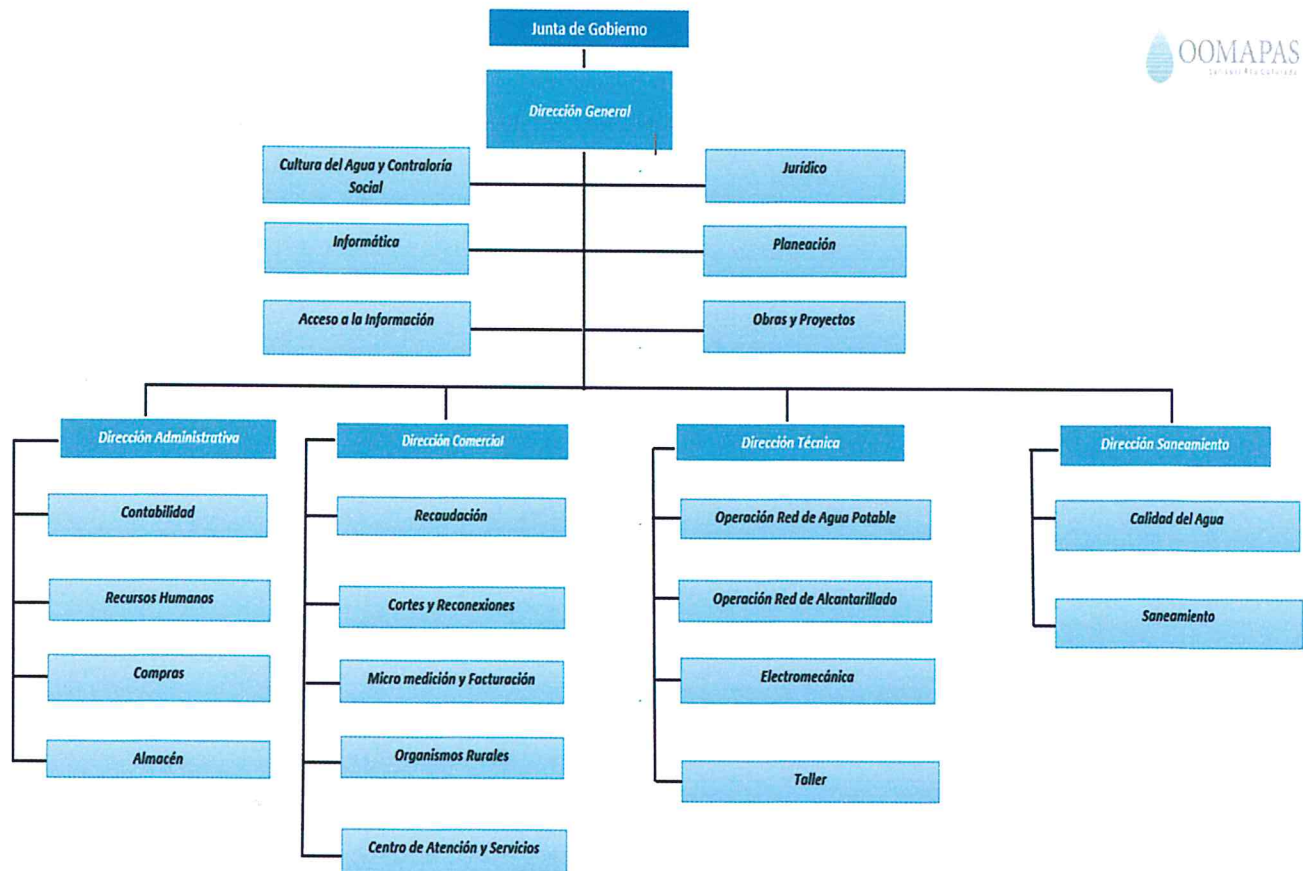 Junta de Gobierno
OOMAPAS
Dirección General
Cultura del Agua y Contraloría
Social
Jurídico
Informática
Planeación
Acceso a la Información
Obras y Proyectos
Dirección Administrativa
Contabilidad
Recursos Humanos
Compras
Almacén
Dirección Comercial
Recaudación
Cortes y Reconexiones
Micro medición y Facturación
Organismos Rurales
Centro de Atención y Servicios
Dirección Técnica
Operación Red de Agua Potable
Operación Red de Alcantarillado
Electromecánica
Taller
Dirección Saneamiento
Calidad del Agua
Saneamiento